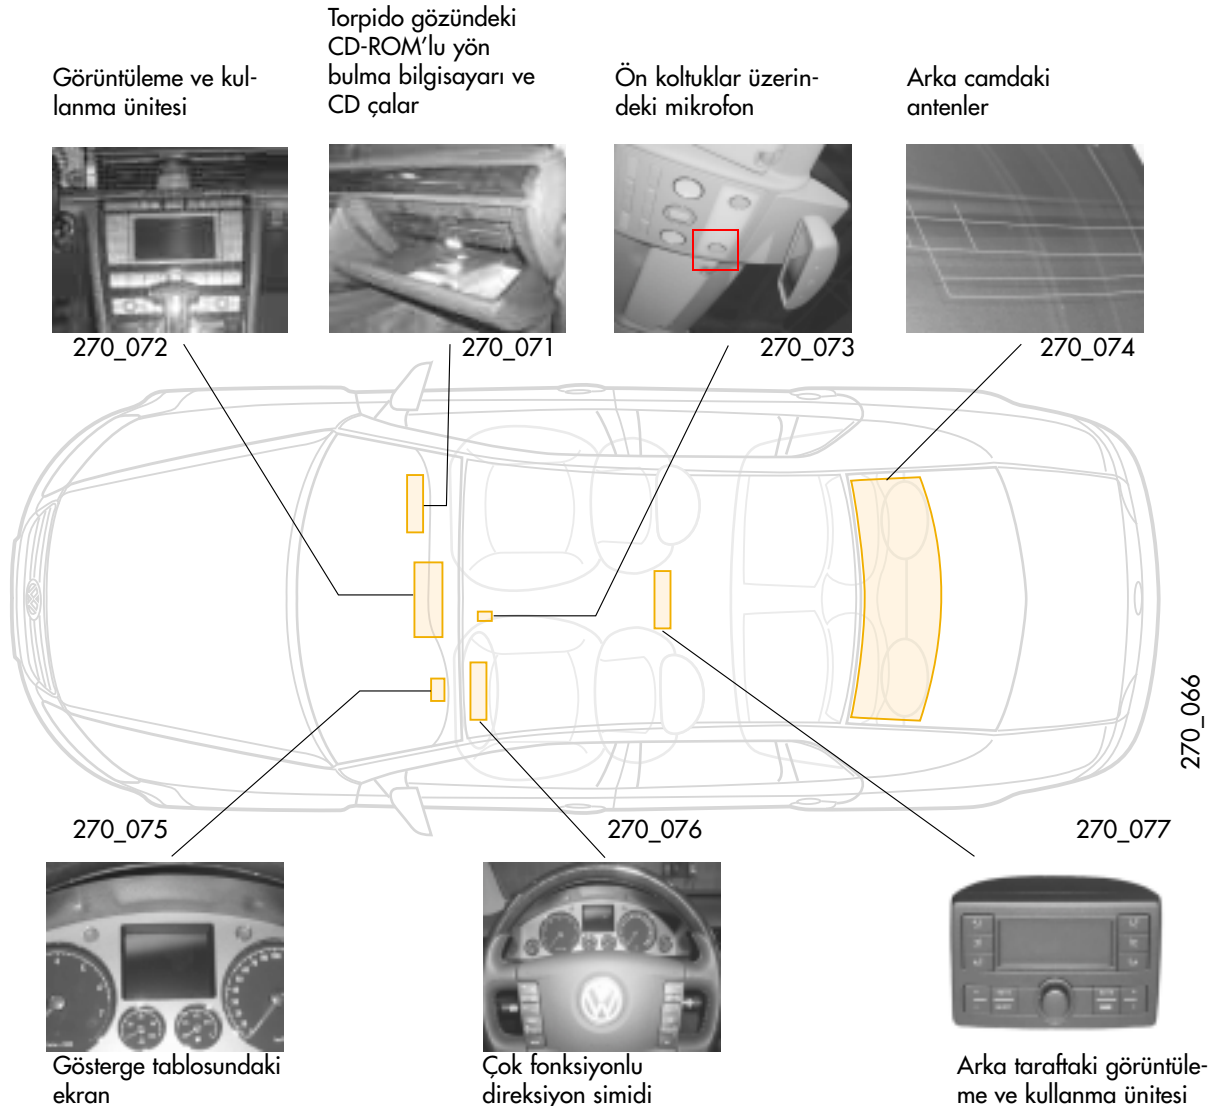 Torpido gözündeki
CD-ROM'lu yön
bulma bilgisayarı ve
CD çalar
Görüntüleme ve kul-
lanma ünitesi
Ön koltuklar üzerin-
deki mikrofon
Arka camdaki
antenler
270_072
270_071
270_073
270_074
270_066
270_075
270_076
270_077
Gösterge tablosundaki
ekran
Çok fonksiyonlu
direksiyon simidi
Arka taraftaki görüntüle-
me ve kullanma ünitesi